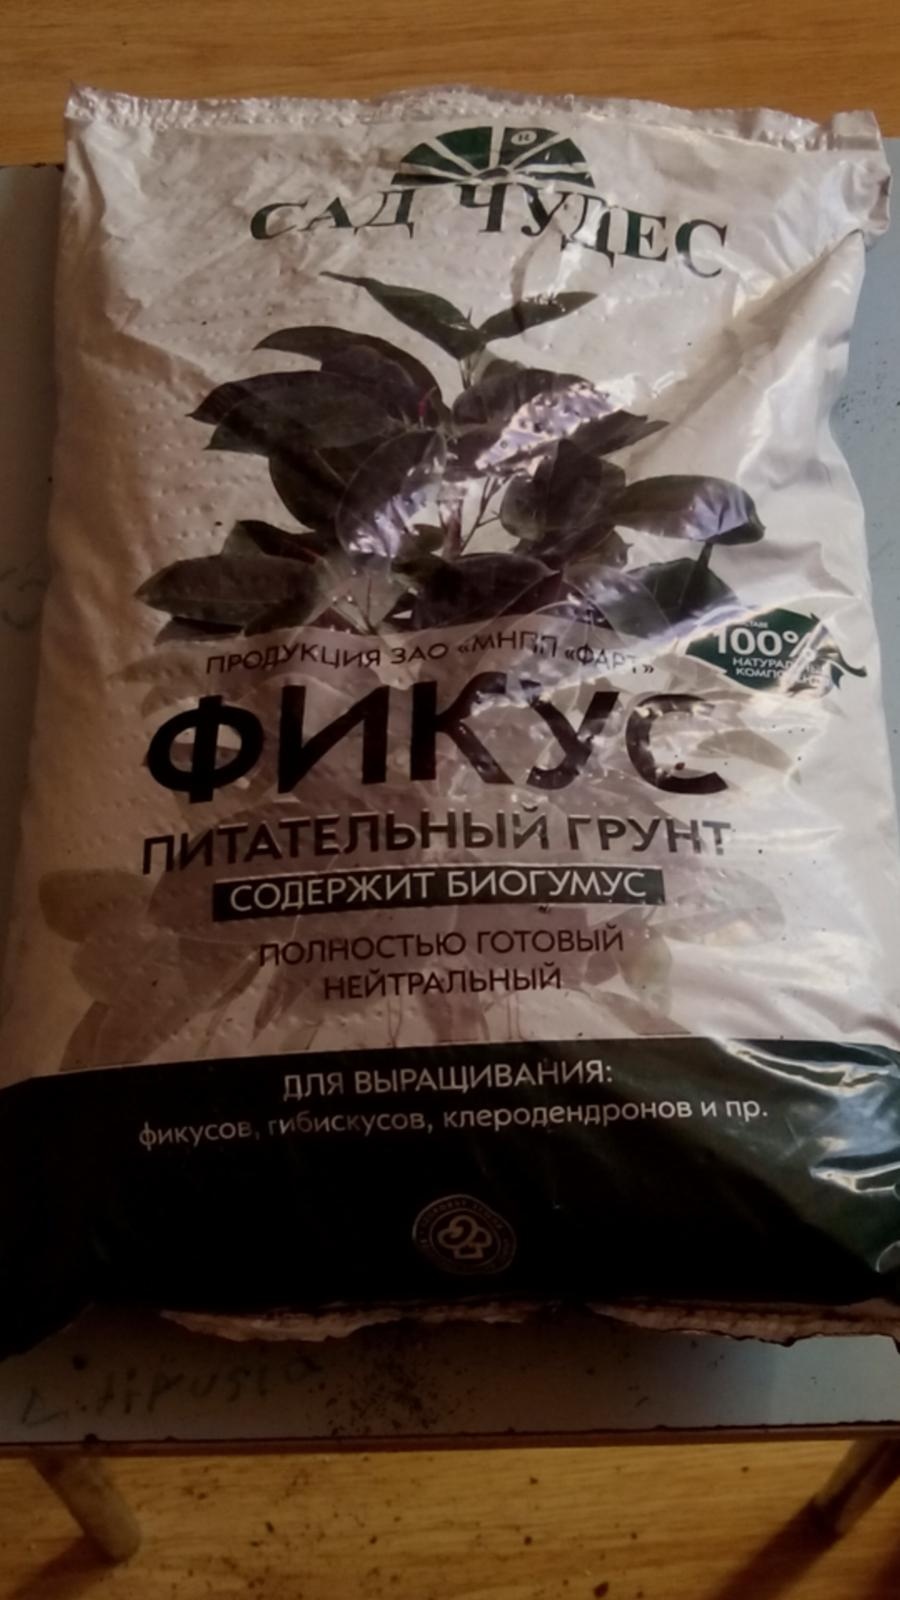 САД ЧУДЕС
ПРОДУКЦИЯ ЗАО «МНПП «ФАРТ»
100%
ФИКУС
ПИТАТЕЛЬНЫЙ ГРУНТ
СОДЕРЖИТ БИОГУМУС
ПОЛНОСТЬЮ ГОТОВЫЙ
НЕЙТРАЛЬНЫЙ
ДЛЯ ВЫРАЩИВАНИЯ:
фикусов, гибискусов, клеродендронов и пр.